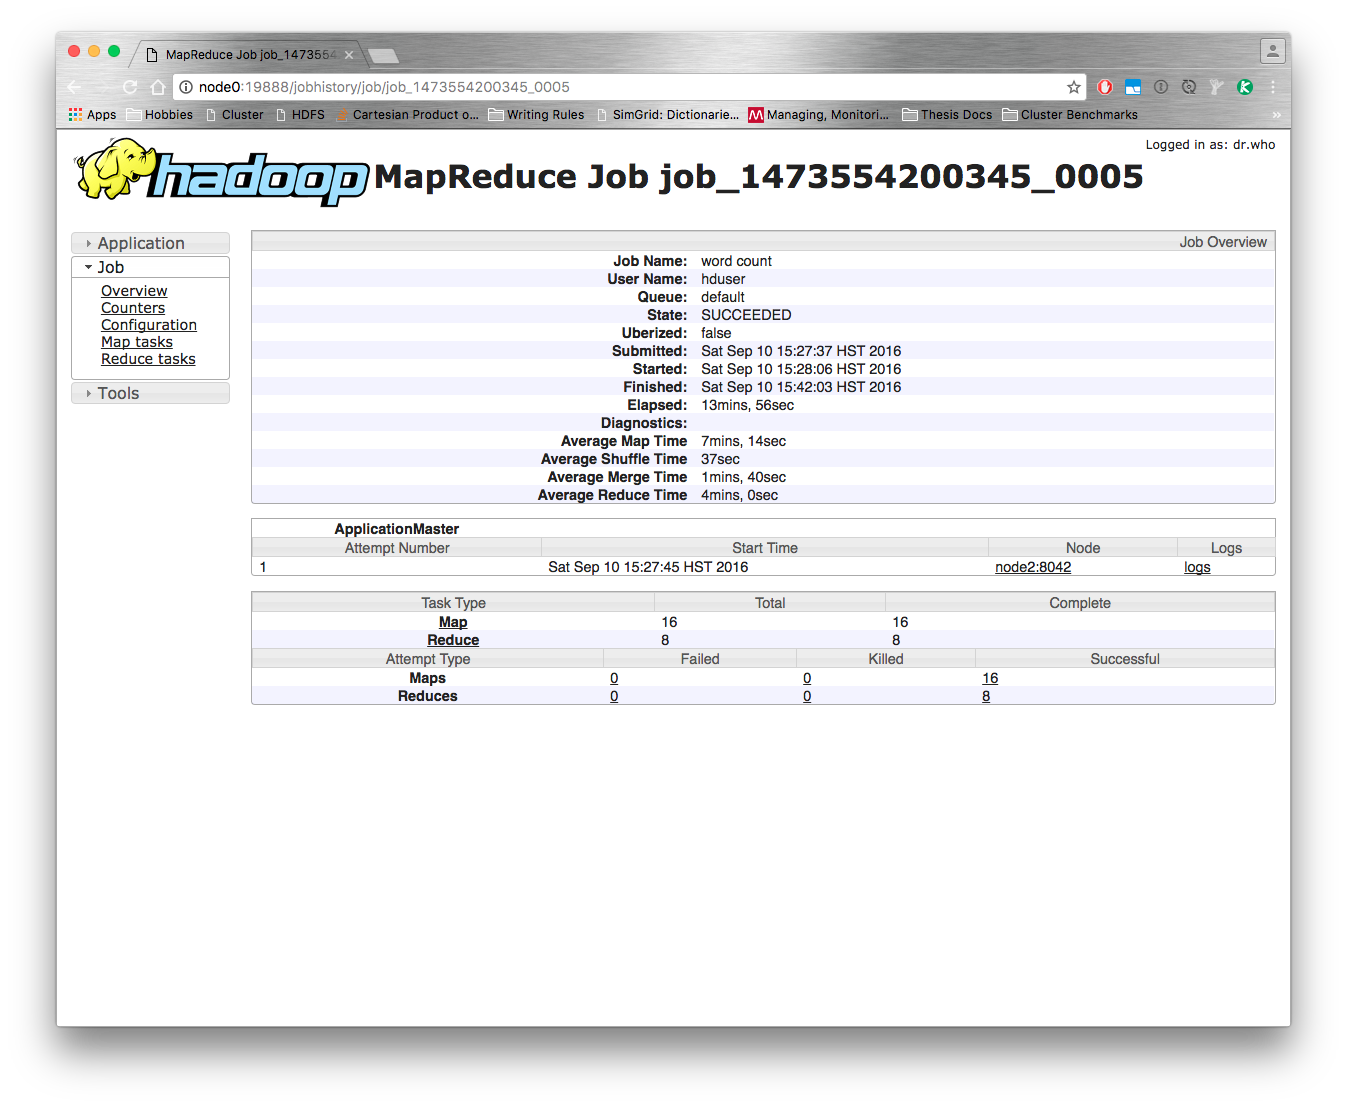 MapReduce Job job_1473554
node0:19888/jobhistory/job/job_1473554200345_0005
Apps Hobbies Cluster HDFS Cartesian Product o... Writing Rules SimGrid: Dictionarie... Managing, Monitori... Thesis Docs Cluster Benchmarks »
Logged in as: dr.who
hadoop MapReduce Job job_1473554200345_0005
Application
Job
Overview
Counters
Configuration
Map tasks
Reduce tasks
Tools
Job Overview
Job Name: word count
User Name: hduser
Queue: default
State: SUCCEEDED
Uberized: false
Submitted: Sat Sep 10 15:27:37 HST 2016
Started: Sat Sep 10 15:28:06 HST 2016
Finished: Sat Sep 10 15:42:03 HST 2016
Elapsed: 13mins, 56sec
Diagnostics:
Average Map Time 7mins, 14sec
Average Shuffle Time 37sec
Average Merge Time 1mins, 40sec
Average Reduce Time 4mins, 0sec
ApplicationMaster
Attempt Number Start Time Node Logs
1 Sat Sep 10 15:27:45 HST 2016 node2:8042 logs
Task Type Total Complete
Map 16 16
Reduce 8 8
Attempt Type Failed Killed Successful
Maps 0 0 16
Reduces 0 0 8